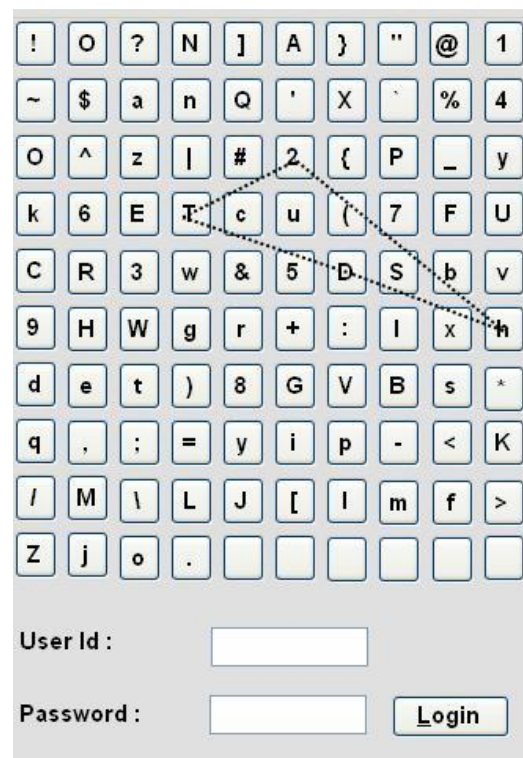 ! O ? N ] A } " @ 1
~ $ a n Q ' X ` % 4
O ^ z | # 2 { P _ y
k 6 E T c u ( 7 F U
C R 3 w & 5 D S b v
9 H W g r + : I x h
d e t ) 8 G V B s *
q , ; = y i p - < K
/ M \ L J [ l m f >
Z j o .
User Id :
Password :
Login